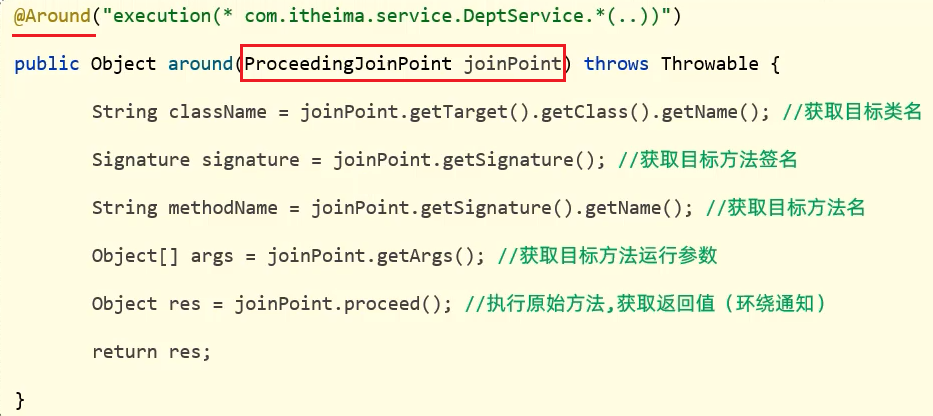 @Around("execution(* com.itheima.service.DeptService.*(..))")
public Object around(ProceedingJoinPoint joinPoint) throws Throwable {
String className = joinPoint.getTarget().getClass().getName(); //获取目标类名
Signature signature = joinPoint.getSignature(); //获取目标方法签名
String methodName = joinPoint.getSignature().getName(); //获取目标方法名
Object[] args = joinPoint.getArgs(); //获取目标方法运行参数
Object res = joinPoint.proceed(); //执行原始方法,获取返回值（环绕通知）
return res;
}